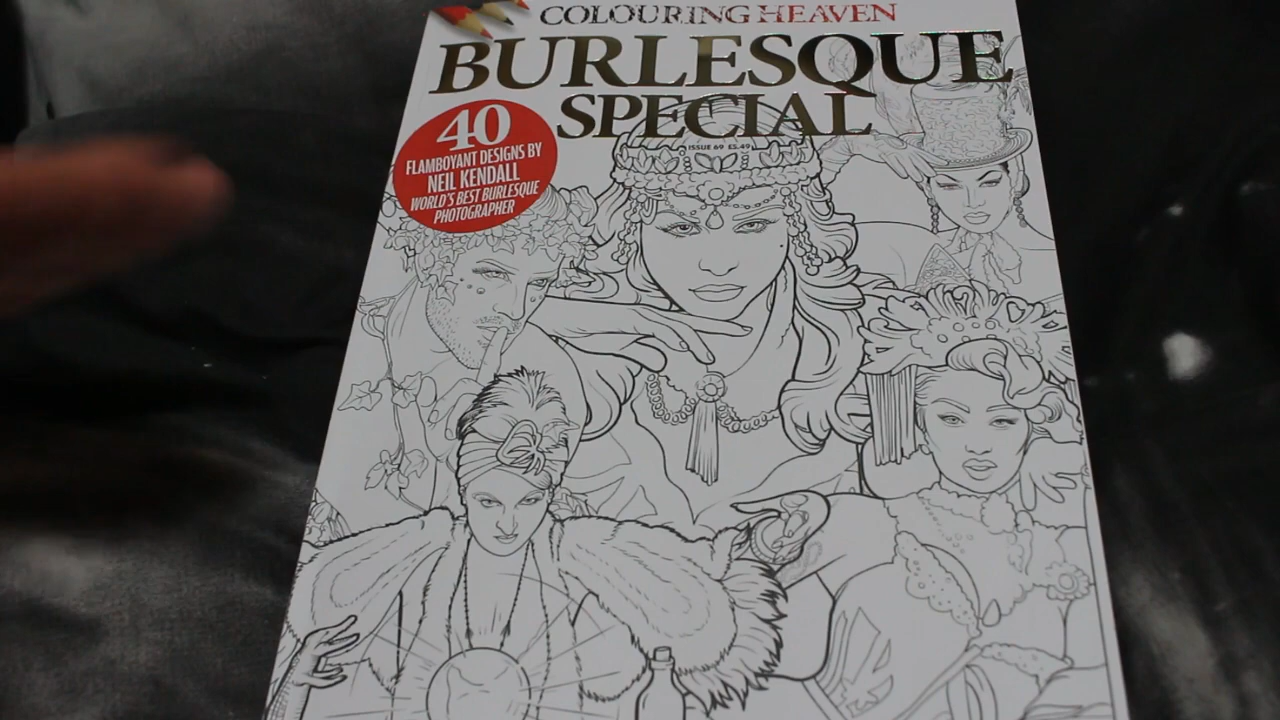 COLOURING HEAVEN
BURLESQUE
SPECIAL
ISSUE 69 £5.49
40
FLAMBOYANT DESIGNS BY
NEIL KENDALL
WORLD'S BEST BURLESQUE
PHOTOGRAPHER